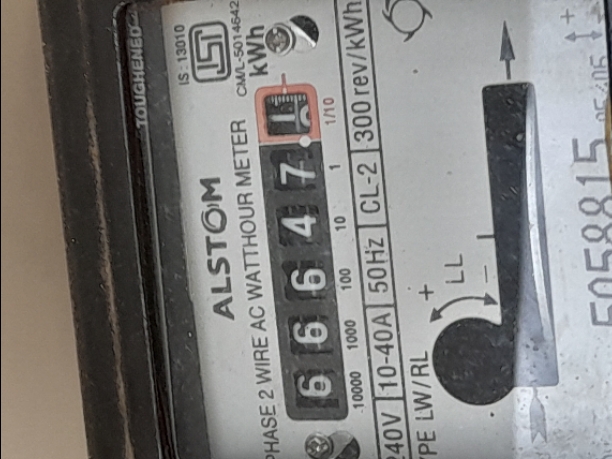 TOUGHENED
IS : 13010
CM/L-5014642
kWh
ALSTOM
PHASE 2 WIRE AC WATTHOUR METER
6 6 6 4 7 1
10000 1000 100 10 1 1/10
240V 10-40A 50Hz CL-2 300 rev/kWh
TYPE LW/RL
+ LL −
5058815